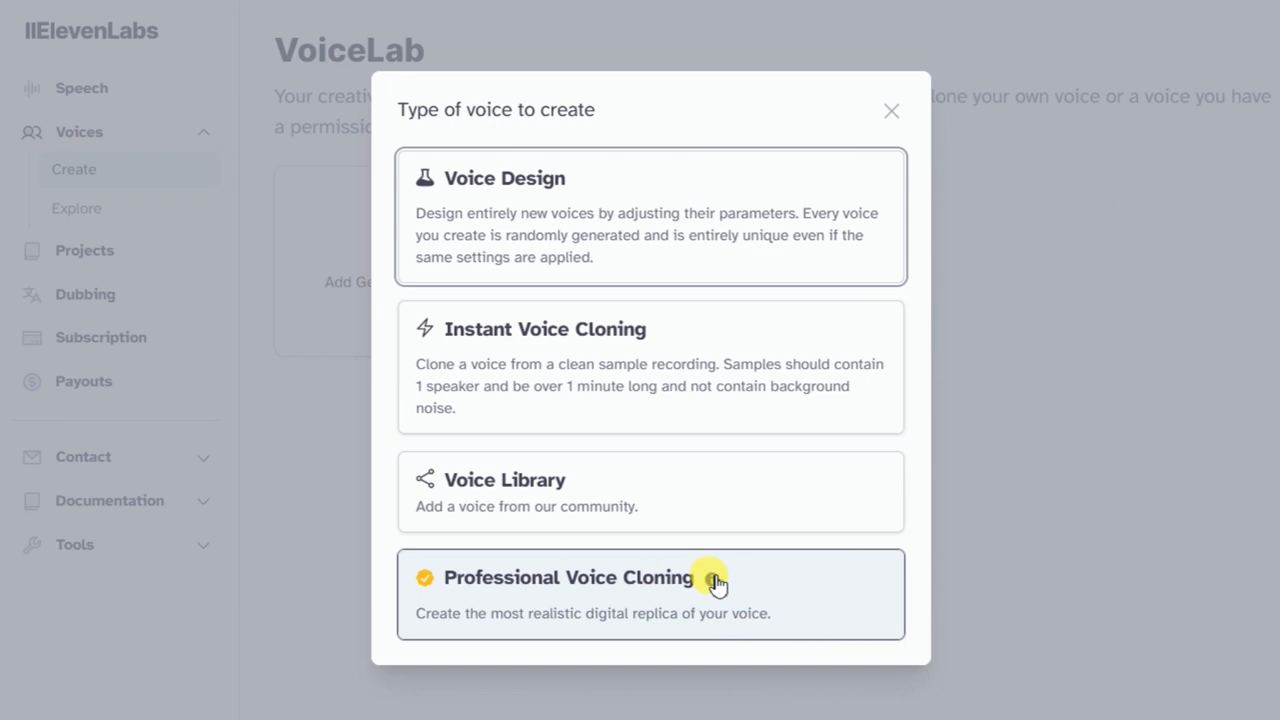 IIElevenLabs
Speech
Voices
Create
Explore
Projects
Dubbing
Subscription
Payouts
Contact
Documentation
Tools
VoiceLab
Your creati
lone your own voice or a voice you have
a permissi
Add Ge
Type of voice to create
Voice Design
Design entirely new voices by adjusting their parameters. Every voice
you create is randomly generated and is entirely unique even if the
same settings are applied.
Instant Voice Cloning
Clone a voice from a clean sample recording. Samples should contain
1 speaker and be over 1 minute long and not contain background
noise.
Voice Library
Add a voice from our community.
Professional Voice Cloning
Create the most realistic digital replica of your voice.